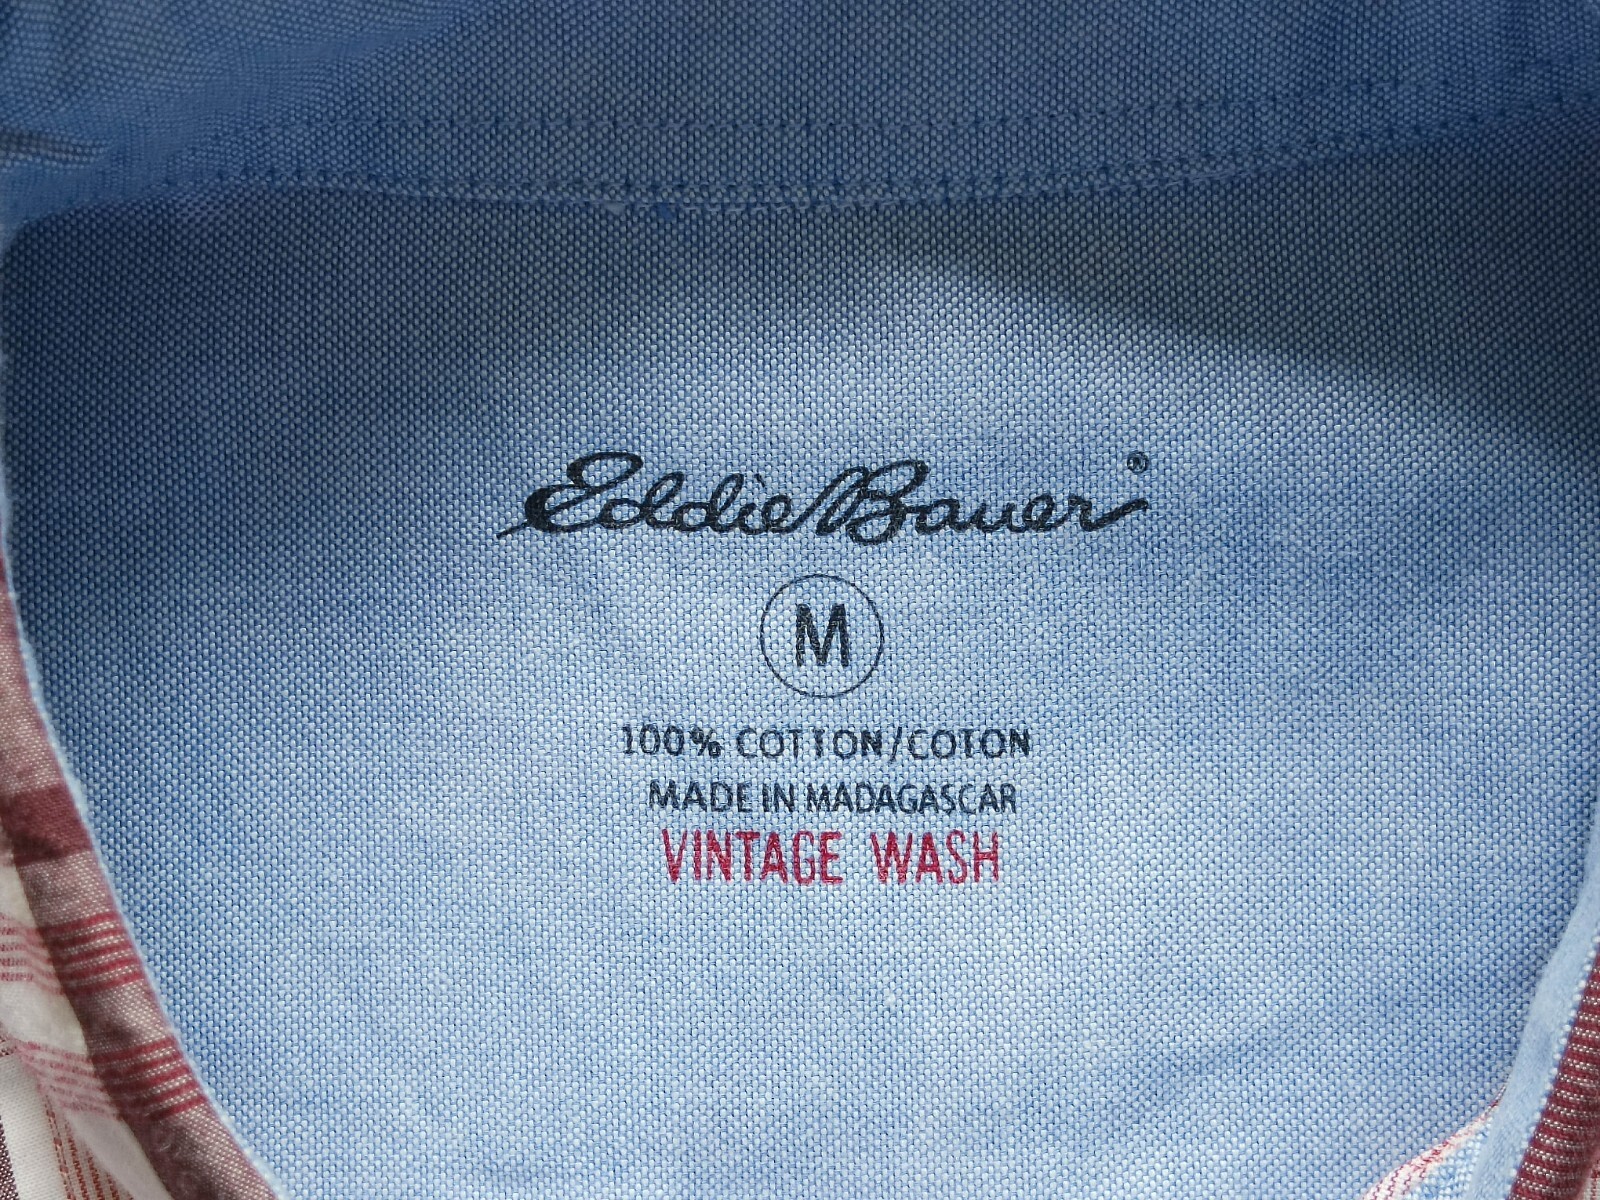 Eddie Bauer®
M
100% COTTON/COTON
MADE IN MADAGASCAR
VINTAGE WASH